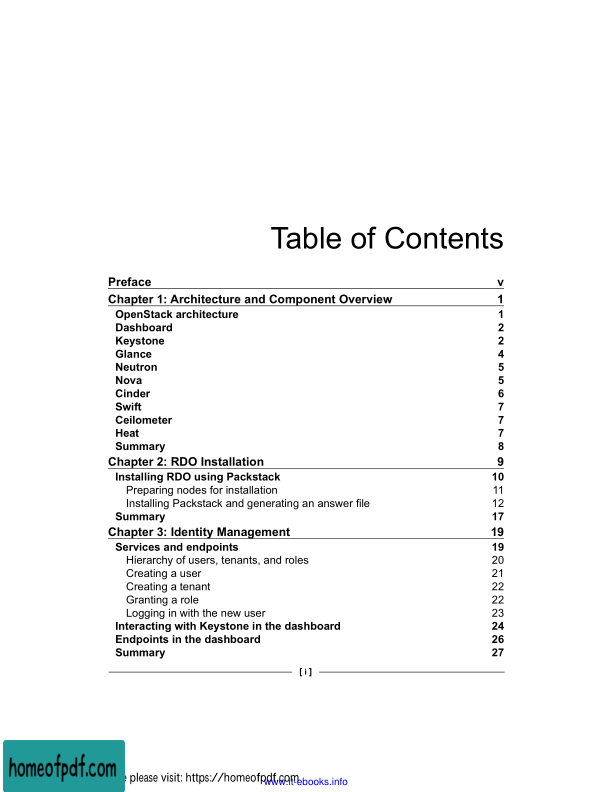 Table of Contents
Preface v
Chapter 1: Architecture and Component Overview 1
OpenStack architecture 1
Dashboard 2
Keystone 2
Glance 4
Neutron 5
Nova 5
Cinder 6
Swift 7
Ceilometer 7
Heat 7
Summary 8
Chapter 2: RDO Installation 9
Installing RDO using Packstack 10
Preparing nodes for installation 11
Installing Packstack and generating an answer file 12
Summary 17
Chapter 3: Identity Management 19
Services and endpoints 19
Hierarchy of users, tenants, and roles 20
Creating a user 21
Creating a tenant 22
Granting a role 22
Logging in with the new user 23
Interacting with Keystone in the dashboard 24
Endpoints in the dashboard 26
Summary 27
[ i ]
homeofpdf.com
please visit: https://homeofpdf.com
www.it-ebooks.info